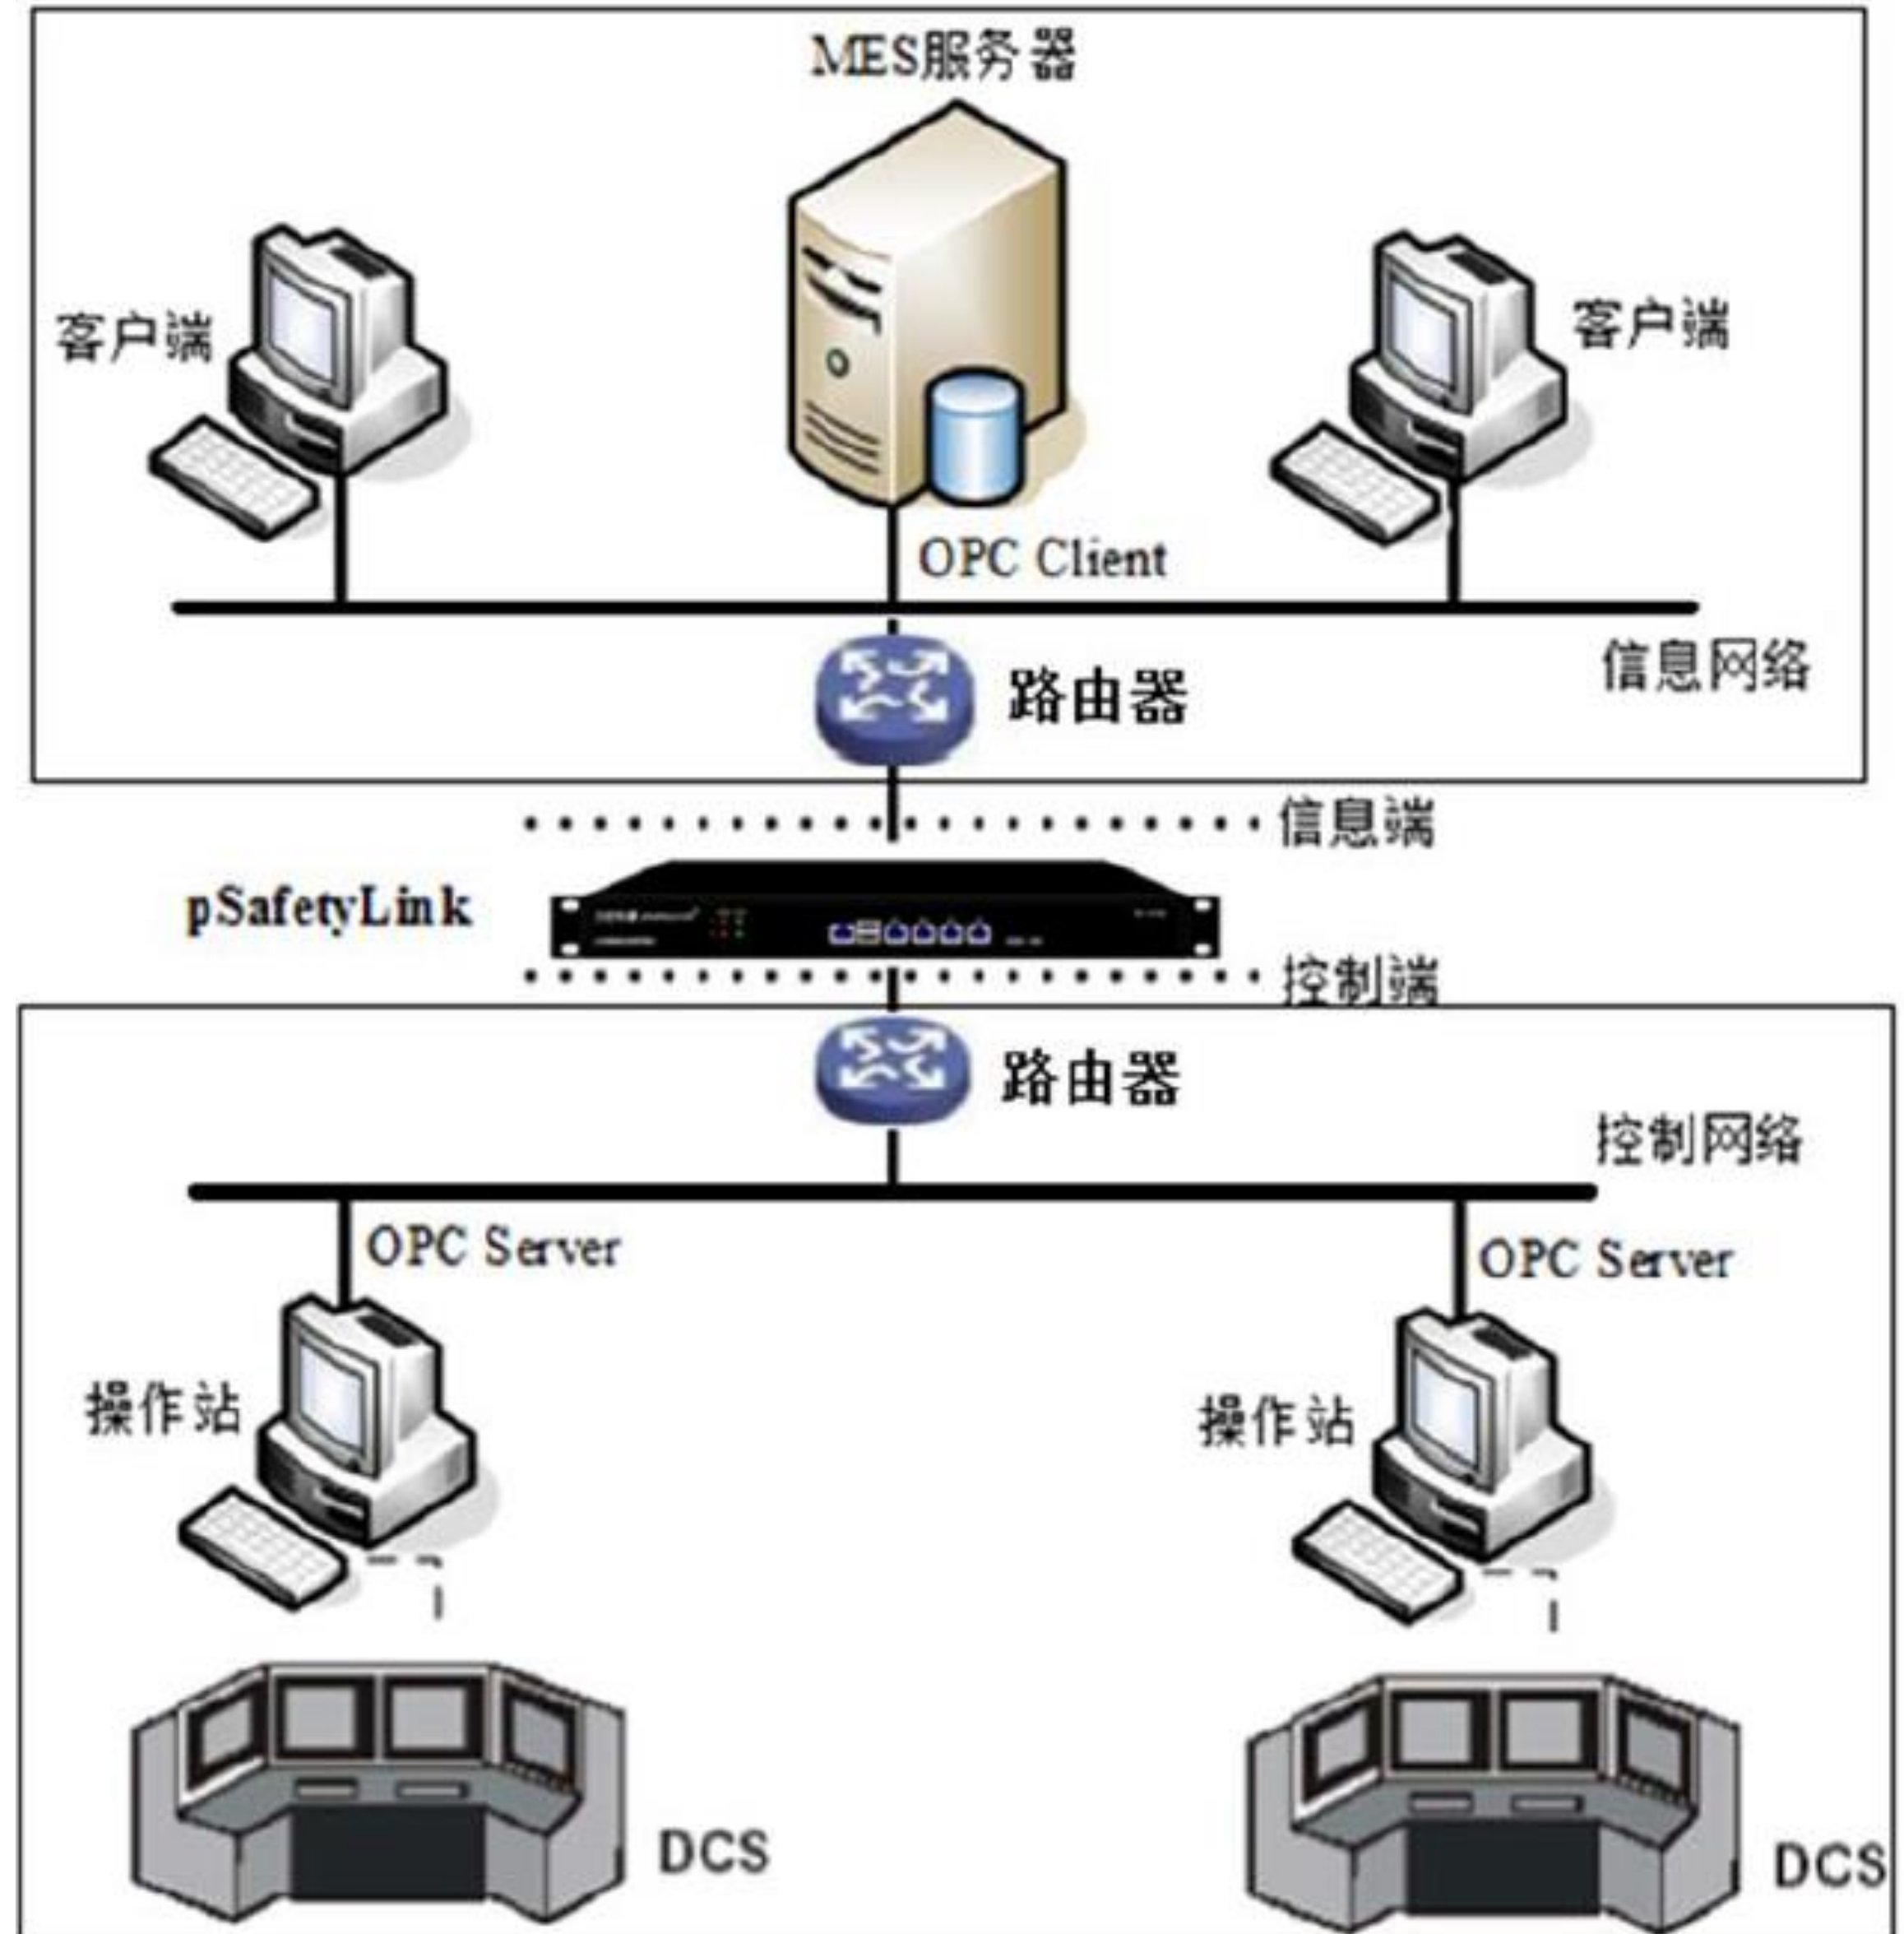 MES服务器
客户端
客户端
OPC Client
信息网络
路由器
信息端
pSafetyLink
控制端
路由器
控制网络
OPC Server
OPC Server
操作站
操作站
DCS
DCS